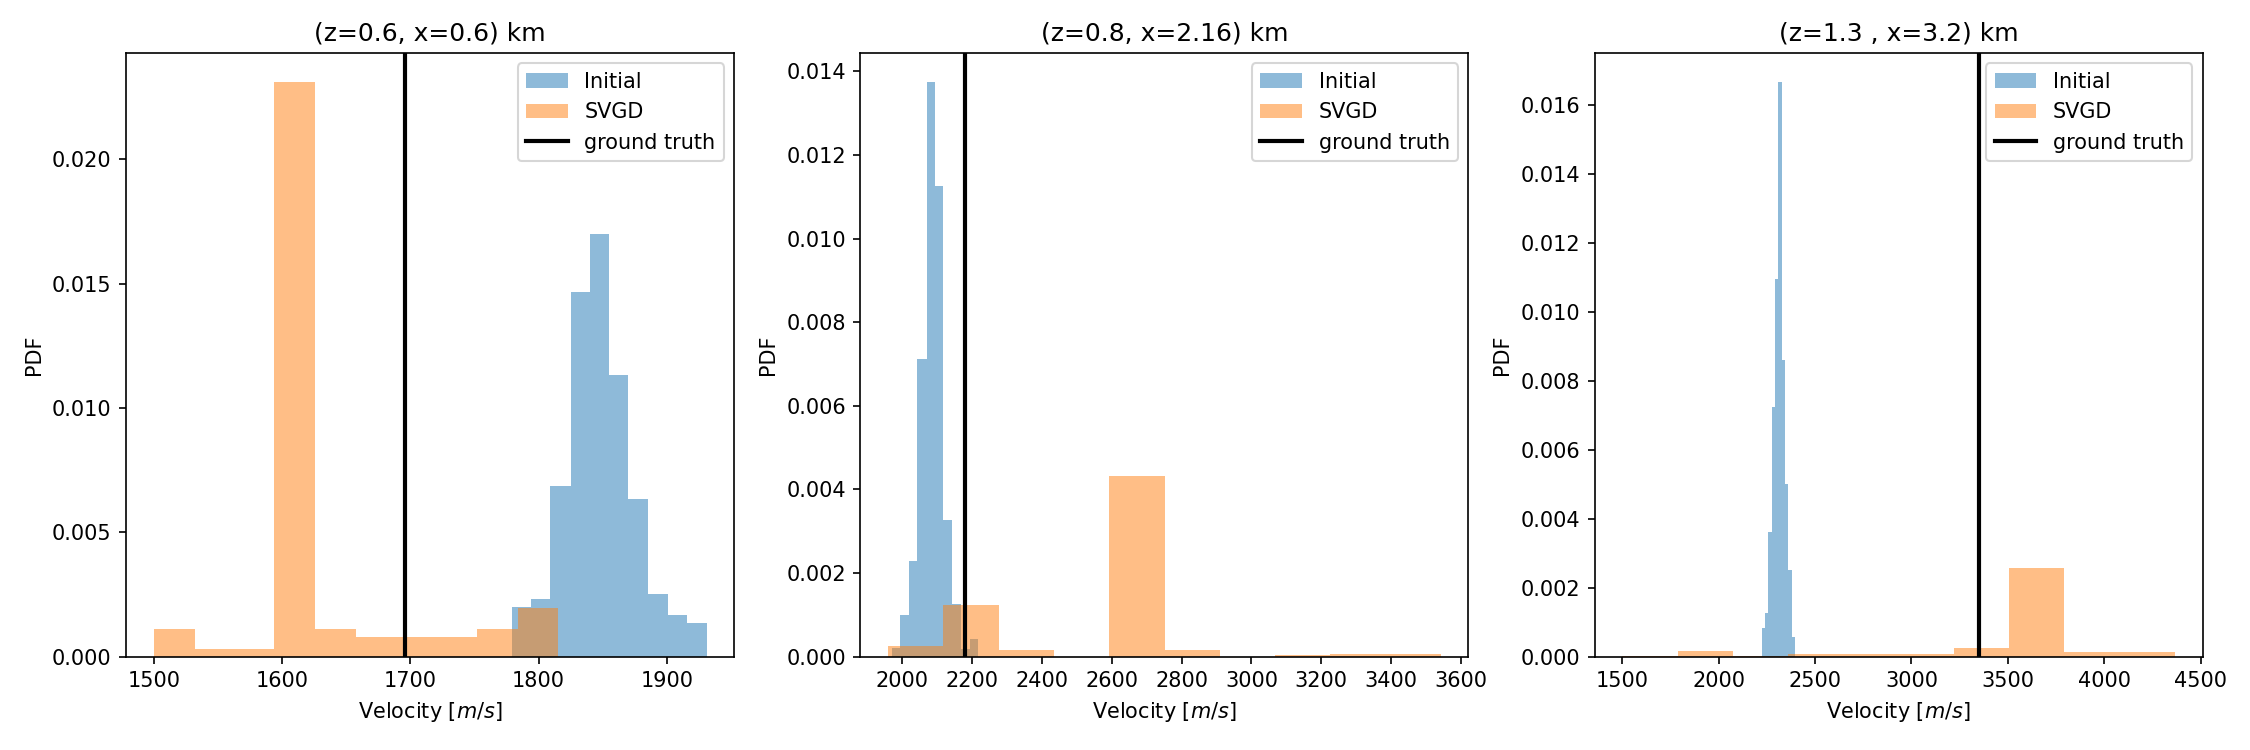 (z=0.6, x=0.6) km
PDF
0.020
0.015
0.010
0.005
0.000
Initial
SVGD
ground truth
1500 1600 1700 1800 1900
Velocity [m/s]
(z=0.8, x=2.16) km
PDF
0.014
0.012
0.010
0.008
0.006
0.004
0.002
0.000
Initial
SVGD
ground truth
2000 2200 2400 2600 2800 3000 3200 3400 3600
Velocity [m/s]
(z=1.3 , x=3.2) km
PDF
0.016
0.014
0.012
0.010
0.008
0.006
0.004
0.002
0.000
Initial
SVGD
ground truth
1500 2000 2500 3000 3500 4000 4500
Velocity [m/s]